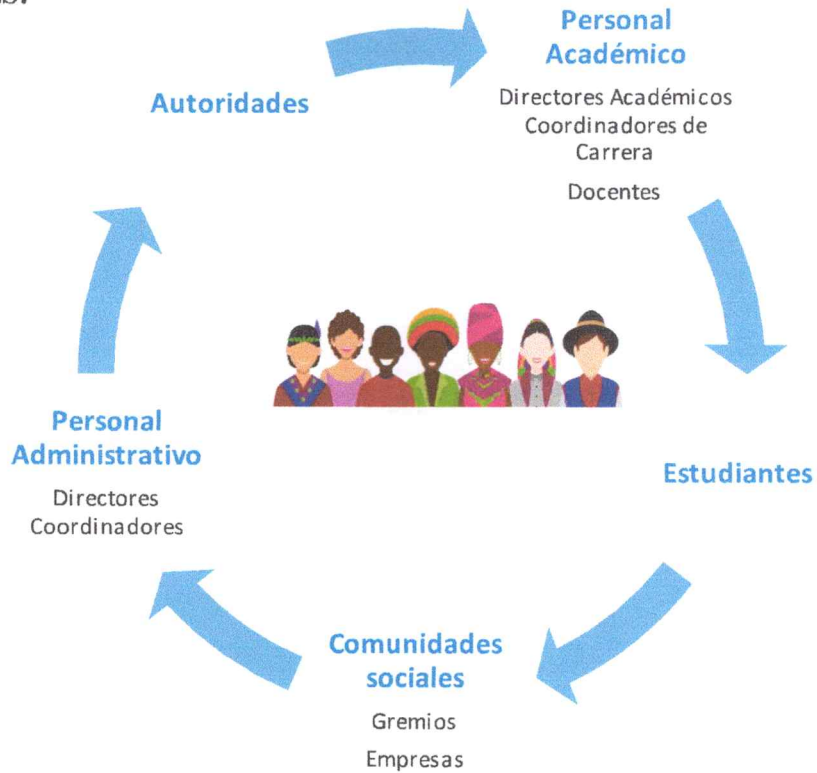 Personal
Académico
Directores Académicos
Coordinadores de
Carrera
Docentes
Autoridades
Estudiantes
Comunidades
sociales
Gremios
Empresas
Personal
Administrativo
Directores
Coordinadores